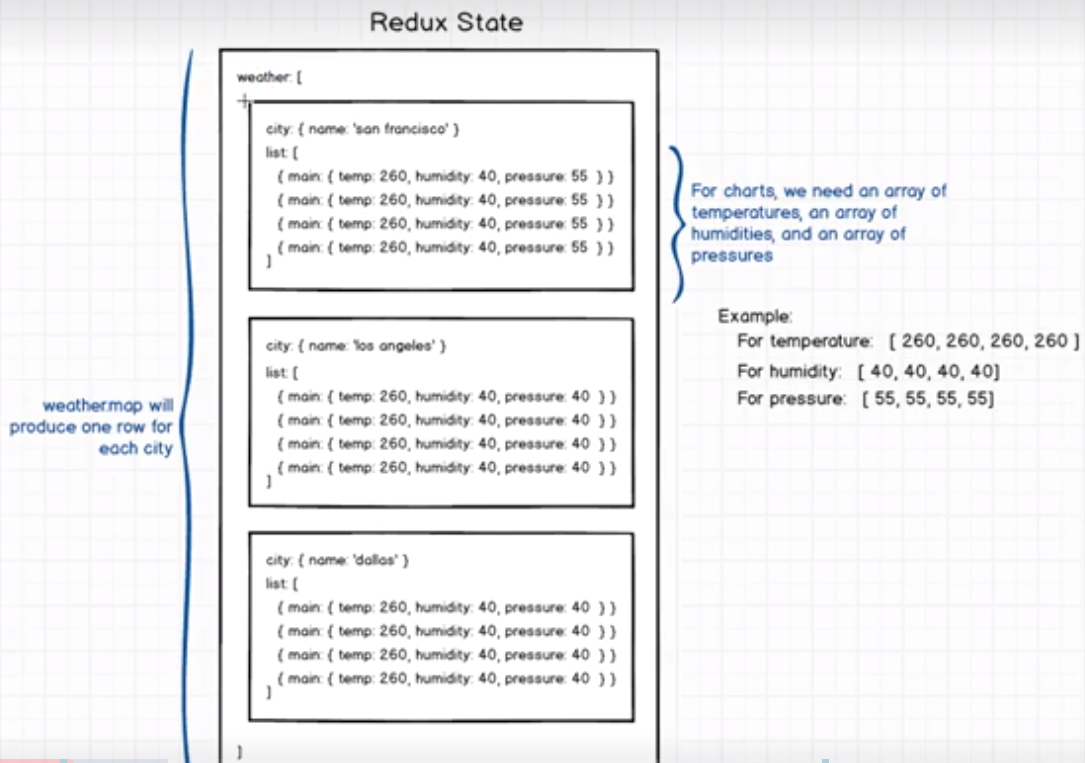 Redux State
weather: [
city: { name: 'san francisco' }
list: [
{ main: { temp: 260, humidity: 40, pressure: 55 } }
{ main: { temp: 260, humidity: 40, pressure: 55 } }
{ main: { temp: 260, humidity: 40, pressure: 55 } }
{ main: { temp: 260, humidity: 40, pressure: 55 } }
]
For charts, we need an array of
temperatures, an array of
humidities, and an array of
pressures
Example:
For temperature: [ 260, 260, 260, 260 ]
For humidity: [ 40, 40, 40, 40]
For pressure: [ 55, 55, 55, 55]
city: { name: 'los angeles' }
list: [
{ main: { temp: 260, humidity: 40, pressure: 40 } }
{ main: { temp: 260, humidity: 40, pressure: 40 } }
{ main: { temp: 260, humidity: 40, pressure: 40 } }
{ main: { temp: 260, humidity: 40, pressure: 40 } }
]
weather.map will
produce one row for
each city
city: { name: 'dallas' }
list: [
{ main: { temp: 260, humidity: 40, pressure: 40 } }
{ main: { temp: 260, humidity: 40, pressure: 40 } }
{ main: { temp: 260, humidity: 40, pressure: 40 } }
{ main: { temp: 260, humidity: 40, pressure: 40 } }
]
]